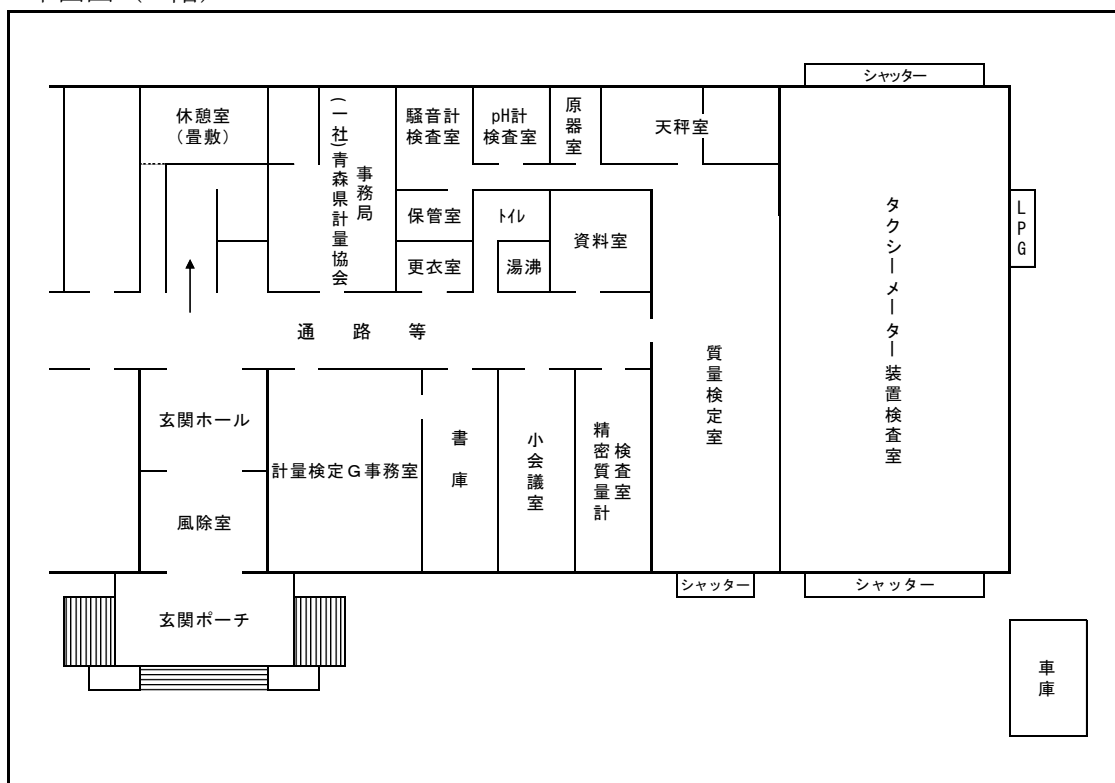 シャッター
休憩室
(畳敷)
(一社)青森県計量協会
事務局
騒音計
検査室
pH計
検査室
原器室
天秤室
タクシーメーター装置検査室
LPG
保管室
トイレ
資料室
更衣室
湯沸
通路等
質量検定室
玄関ホール
計量検定G事務室
書庫
小会議室
精密質量計
検査室
風除室
シャッター
シャッター
玄関ポーチ
車庫